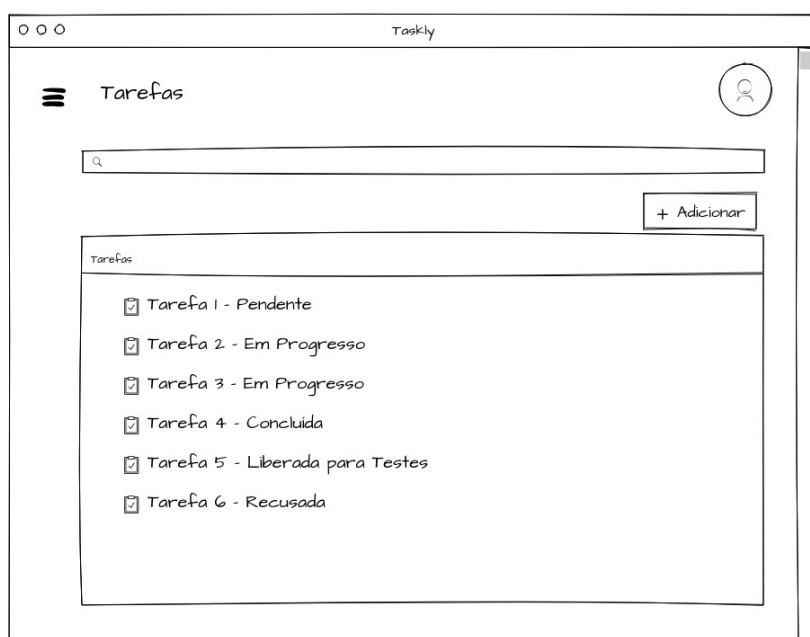 Taskly
Tarefas
+ Adicionar
Tarefas
Tarefa 1 - Pendente
Tarefa 2 - Em Progresso
Tarefa 3 - Em Progresso
Tarefa 4 - Concluída
Tarefa 5 - Liberada para Testes
Tarefa 6 - Recusada